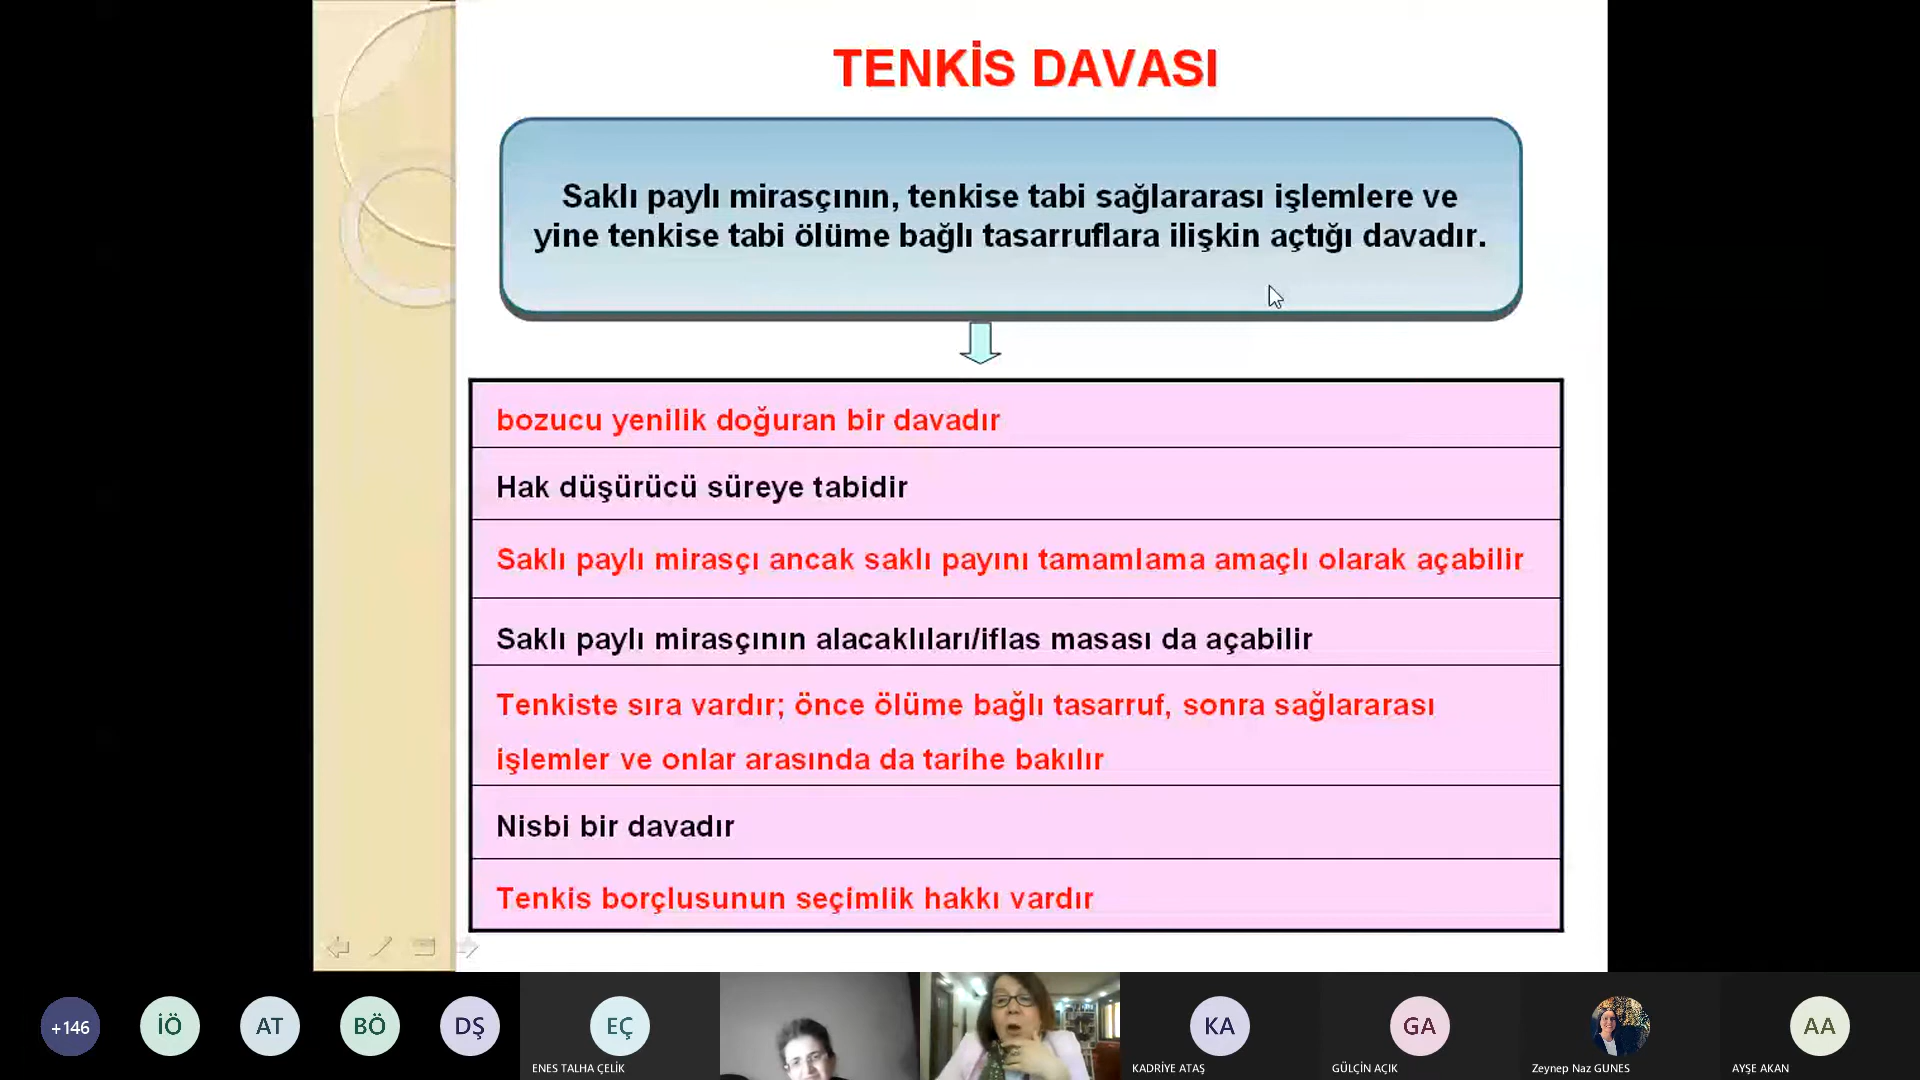 TENKİS DAVASI
Saklı paylı mirasçının, tenkise tabi sağlararası işlemlere ve
yine tenkise tabi ölüme bağlı tasarruflara ilişkin açtığı davadır.
bozucu yenilik doğuran bir davadır
Hak düşürücü süreye tabidir
Saklı paylı mirasçı ancak saklı payını tamamlama amaçlı olarak açabilir
Saklı paylı mirasçının alacaklıları/iflas masası da açabilir
Tenkiste sıra vardır; önce ölüme bağlı tasarruf, sonra sağlararası
işlemler ve onlar arasında da tarihe bakılır
Nisbi bir davadır
Tenkis borçlusunun seçimlik hakkı vardır
+146
İÖ
AT
BÖ
DŞ
EÇ
KA
GA
AA
ENES TALHA ÇELİK
KADRİYE ATAŞ
GÜLÇİN AÇIK
Zeynep Naz GUNES
AYŞE AKAN